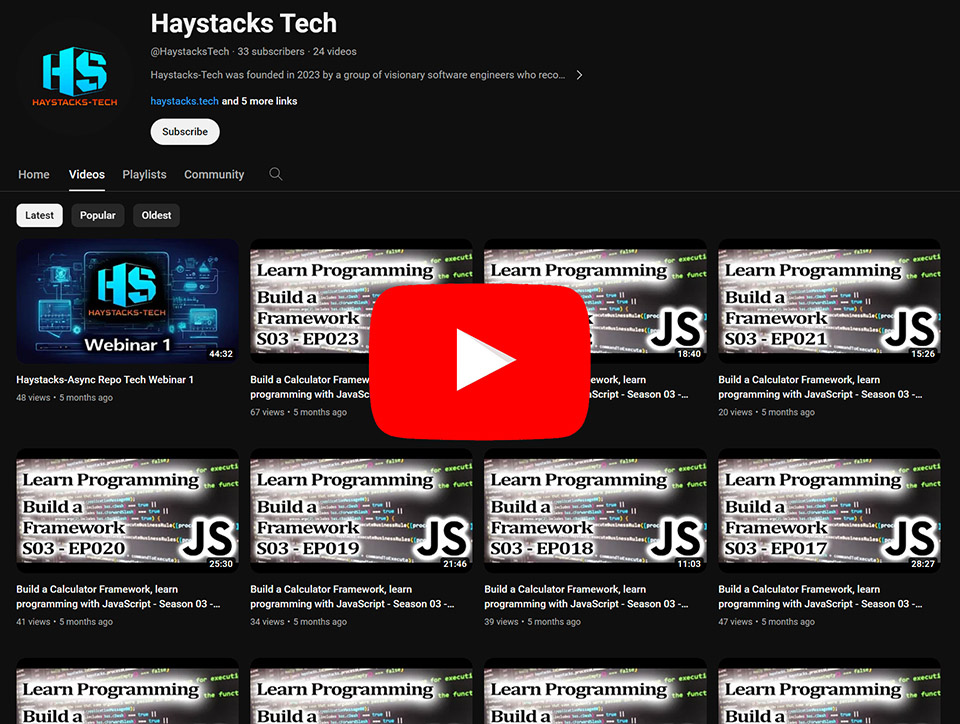 Haystacks Tech
@HaystacksTech · 33 subscribers · 24 videos
Haystacks-Tech was founded in 2023 by a group of visionary software engineers who reco...
haystacks.tech and 5 more links
Subscribe
HS
HAYSTACKS-TECH
Home Videos Playlists Community
Latest Popular Oldest
HS
HAYSTACKS-TECH
Webinar 1
44:32
Haystacks-Async Repo Tech Webinar 1
48 views • 5 months ago
Learn Programming
Build a
Framework
S03 - EP023
Build a Calculator Framew
67 views • 5 months ago
Learn Programming
JS
18:40
ework, learn
aScript - Season 03 -...
5 months ago
Learn Programming
Build a
Framework
S03 - EP021
JS
15:26
Build a Calculator Framework, learn
programming with JavaScript - Season 03 -...
20 views • 5 months ago
Learn Programming
Build a
Framework
S03 - EP020
JS
25:30
Build a Calculator Framework, learn
programming with JavaScript - Season 03 -...
41 views • 5 months ago
Learn Programming
Build a
Framework
S03 - EP019
JS
21:46
Build a Calculator Framework, learn
programming with JavaScript - Season 03 -...
34 views • 5 months ago
Learn Programming
Build a
Framework
S03 - EP018
JS
11:03
Build a Calculator Framework, learn
programming with JavaScript - Season 03 -...
39 views • 5 months ago
Learn Programming
Build a
Framework
S03 - EP017
JS
28:27
Build a Calculator Framework, learn
programming with JavaScript - Season 03 -...
47 views • 5 months ago
Learn Programming
Build a
Learn Programming
Build a
Learn Programming
Build a
Learn Programming
Build a